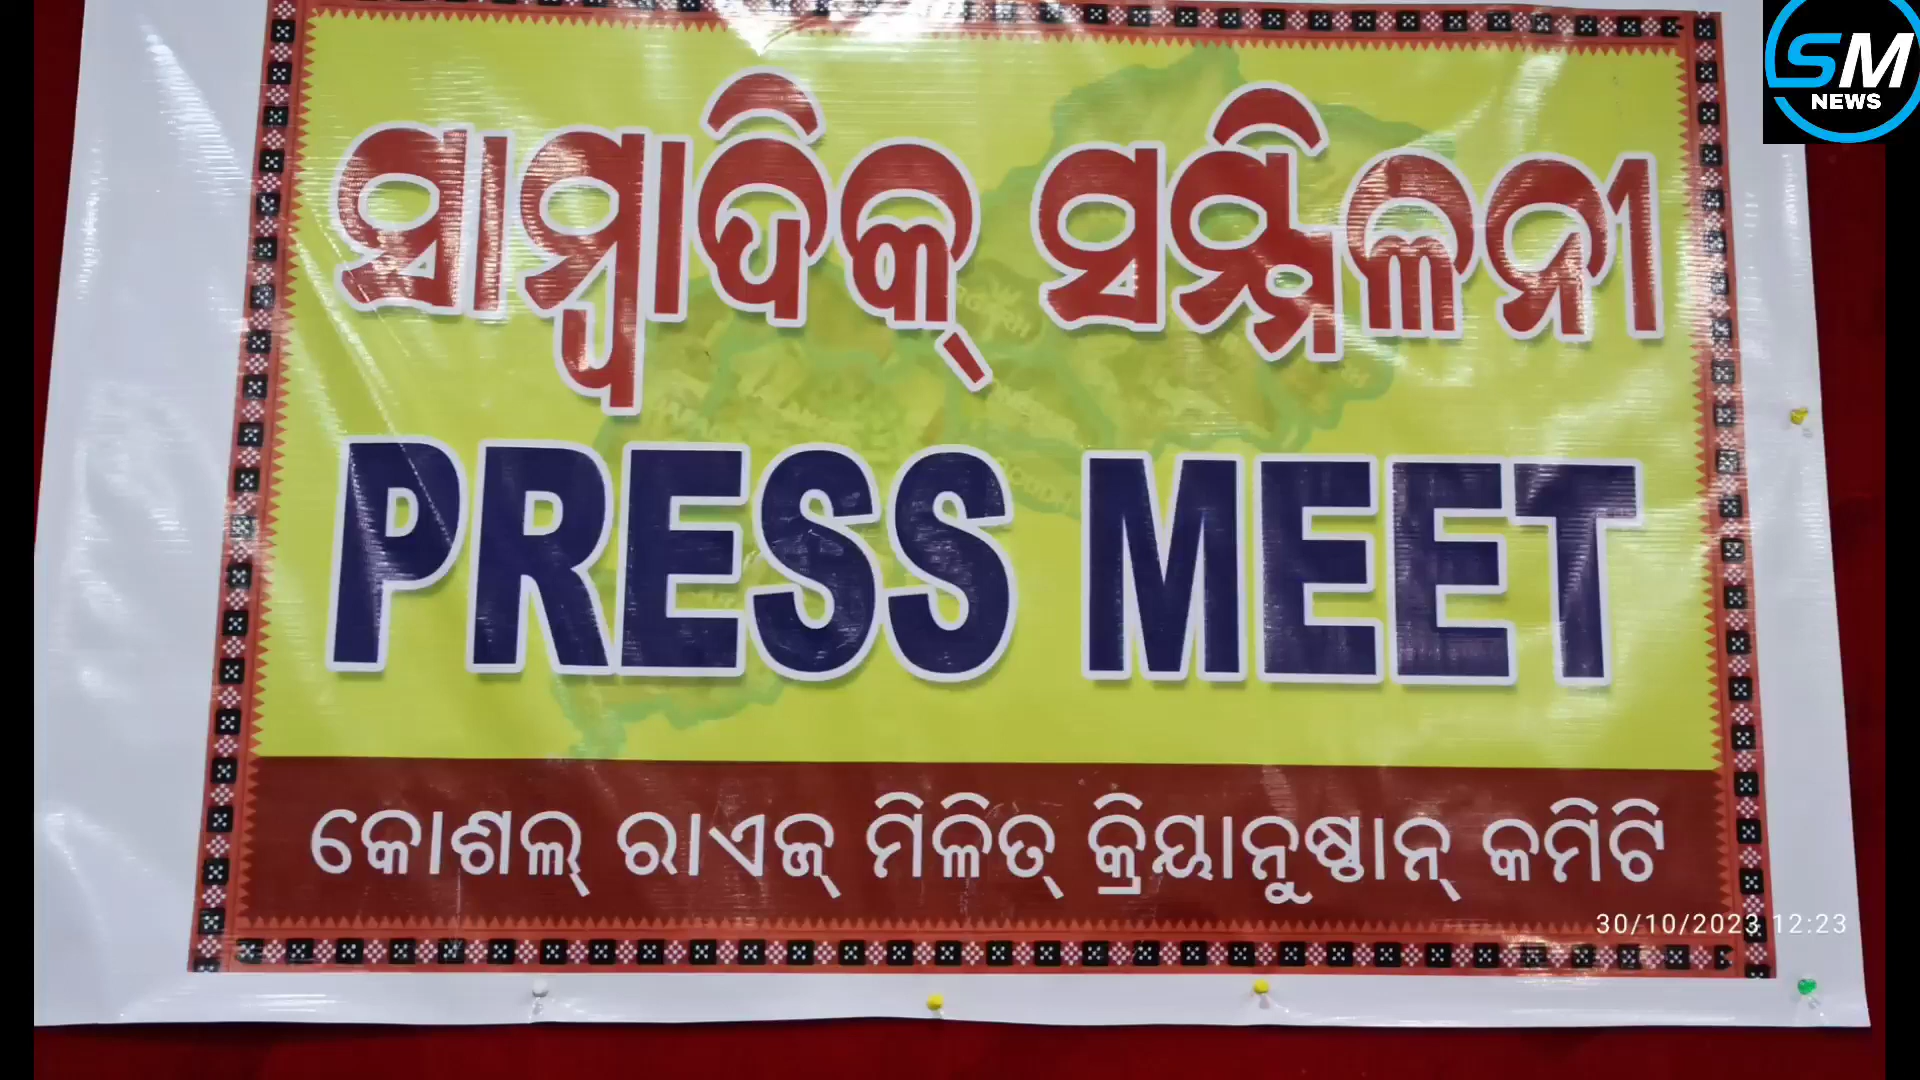 SM
NEWS
ସାମ୍ବାଦିକ୍ ସମ୍ମିଳନୀ
PRESS MEET
କୋଶଲ୍ ରାଏଜ୍ ମିଳିତ୍ କ୍ରିୟାନୁଷ୍ଠାନ୍ କମିଟି
30/10/2023 12:23